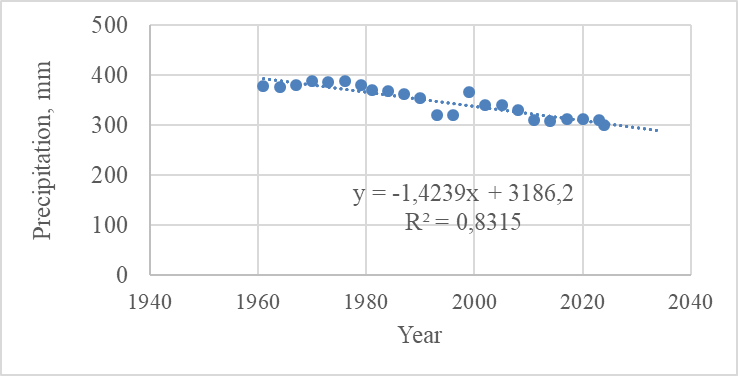 500
400
300
200
100
0
Precipitation, mm
y = -1,4239x + 3186,2
R² = 0,8315
1940 1960 1980 2000 2020 2040
Year